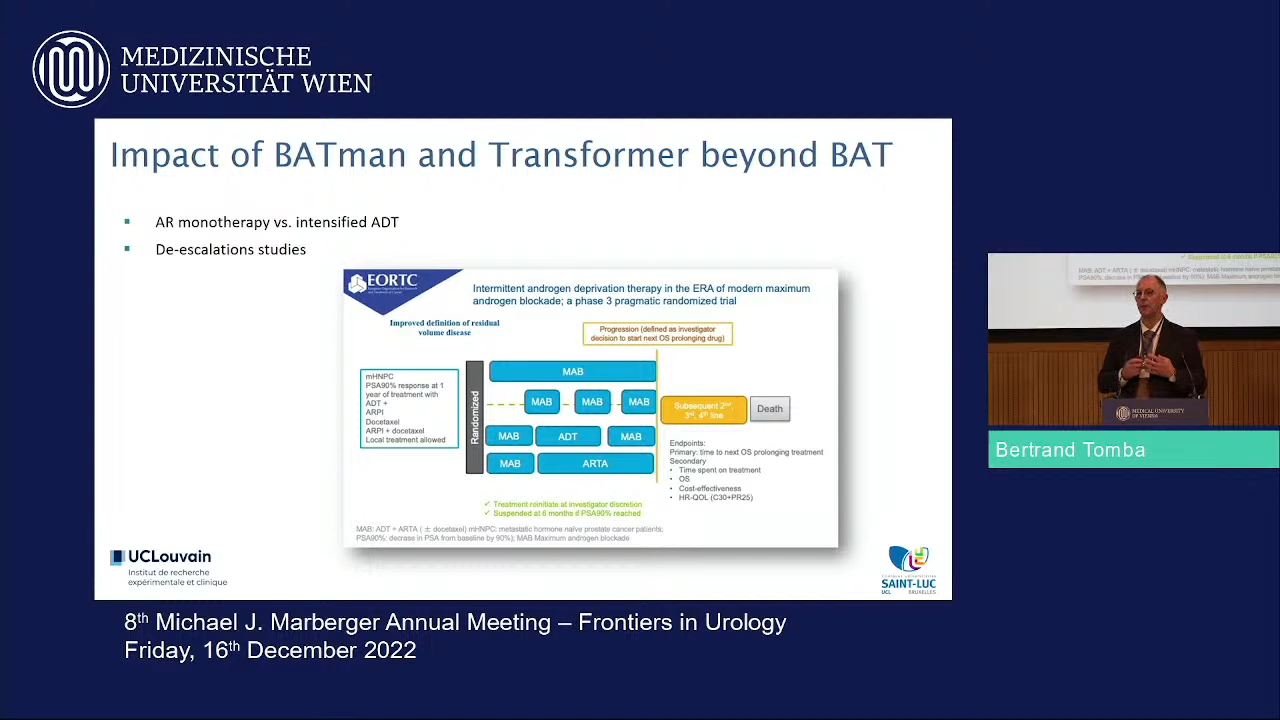 MEDIZINISCHE
UNIVERSITÄT WIEN
Impact of BATman and Transformer beyond BAT
AR monotherapy vs. intensified ADT
De-escalations studies
EORTC
Intermittent androgen deprivation therapy in the ERA of modern maximum
androgen blockade; a phase 3 pragmatic randomized trial
Improved definition of residual
volume disease
Progression (defined as investigator
decision to start next OS prolonging drug)
mHNPC
PSA90% response at 1
year of treatment with
ADT +
ARPI
Docetaxel
ARPI + docetaxel
Local treatment allowed
Randomized
MAB
MAB MAB MAB
MAB ADT MAB
MAB ARTA
Subsequent 2nd,
3rd, 4th line
Death
Endpoints:
Primary: time to next OS prolonging treatment
Secondary
• Time spent on treatment
• OS
• Cost-effectiveness
• HR-QOL (C30+PR25)
✓ Treatment reinitiate at investigator discretion
✓ Suspended at 6 months if PSA90% reached
MAB: ADT + ARTA ( ± docetaxel) mHNPC: metastatic hormone naïve prostate cancer patients;
PSA90%: decrease in PSA from baseline by 90%); MAB Maximum androgen blockade
UCLouvain
Institut de recherche
expérimentale et clinique
SAINT-LUC
UCL BRUXELLES
MEDICAL UNIVERSITY
OF VIENNA
Bertrand Tomba
8th Michael J. Marberger Annual Meeting – Frontiers in Urology
Friday, 16th December 2022